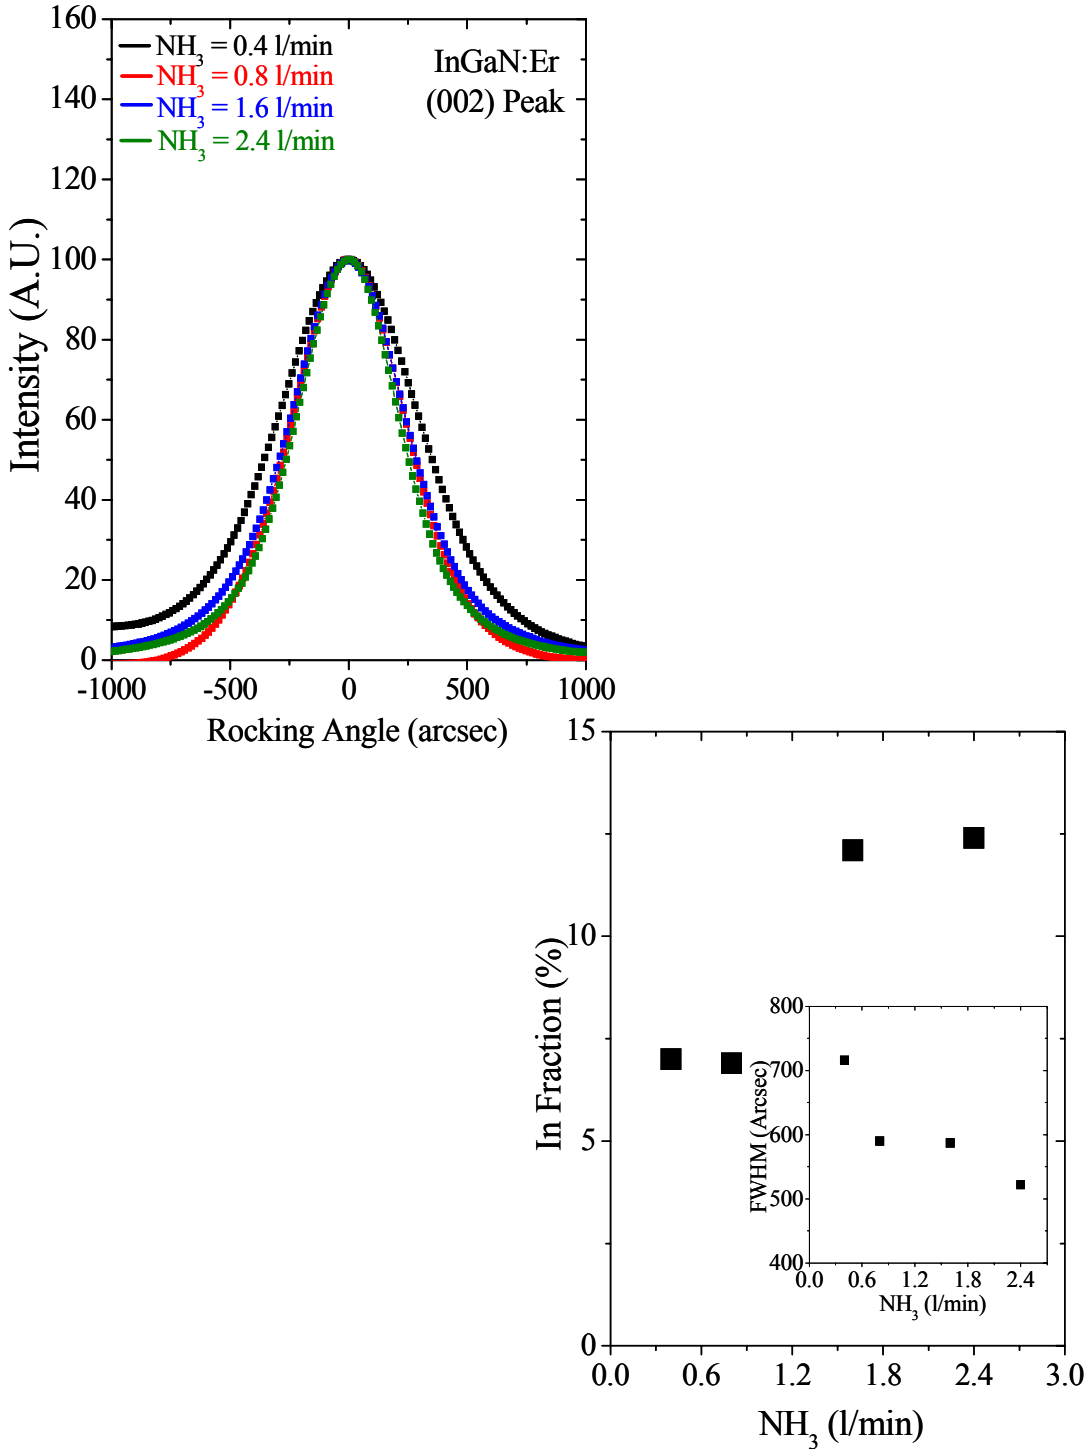 160
140
120
100
80
60
40
20
0
Intensity (A.U.)
NH₃ = 0.4 l/min
NH₃ = 0.8 l/min
NH₃ = 1.6 l/min
NH₃ = 2.4 l/min
InGaN:Er
(002) Peak
-1000 -500 0 500 1000
Rocking Angle (arcsec)
15
10
5
0
In Fraction (%)
800
700
600
500
400
FWHM (Arcsec)
0.0 0.6 1.2 1.8 2.4
NH₃ (l/min)
0.0 0.6 1.2 1.8 2.4 3.0
NH₃ (l/min)